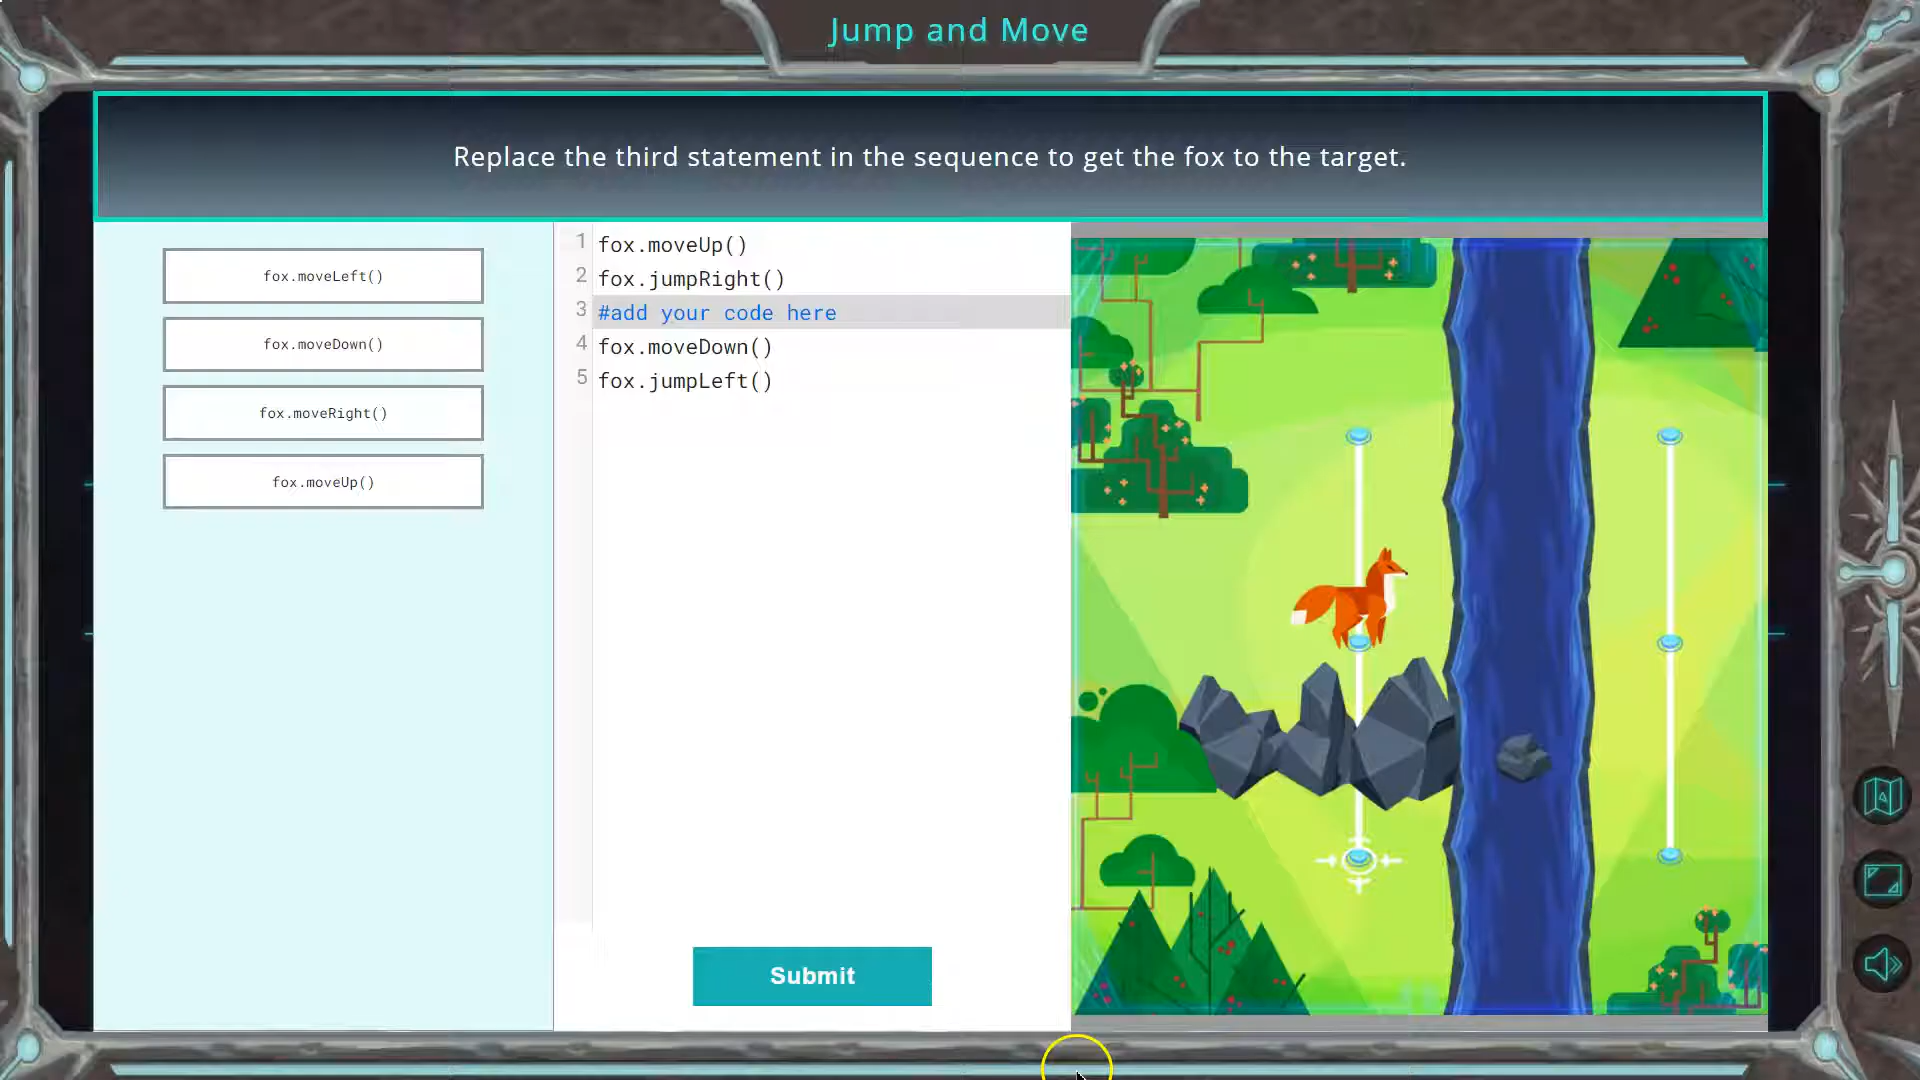 Jump and Move
Replace the third statement in the sequence to get the fox to the target.
fox.moveLeft()
fox.moveDown()
fox.moveRight()
fox.moveUp()
1 fox.moveUp()
2 fox.jumpRight()
3 #add your code here
4 fox.moveDown()
5 fox.jumpLeft()
Submit